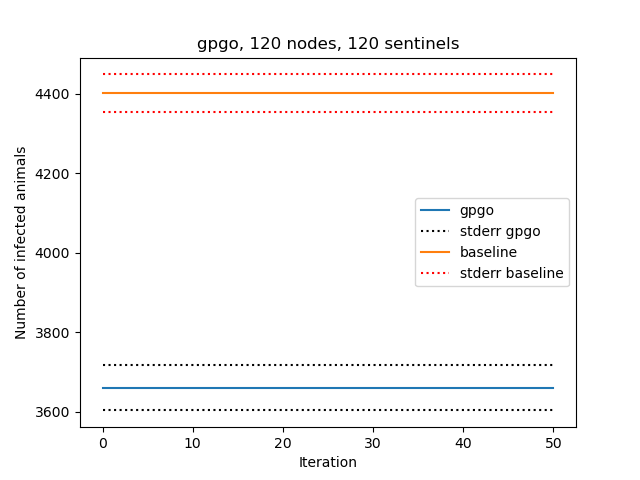 gpgo, 120 nodes, 120 sentinels
4400
4200
4000
3800
3600
Number of infected animals
gpgo
stderr gpgo
baseline
stderr baseline
0
10
20
30
40
50
Iteration